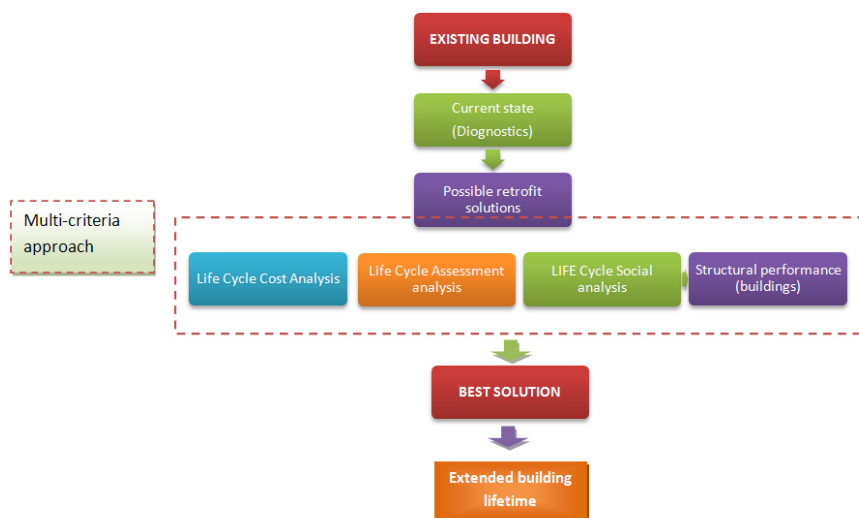 EXISTING BUILDING
Current state
(Diognostics)
Possible retrofit
solutions
Multi-criteria
approach
Life Cycle Cost Analysis
Life Cycle Assessment
analysis
LIFE Cycle Social
analysis
Structural performance
(buildings)
BEST SOLUTION
Extended building
lifetime